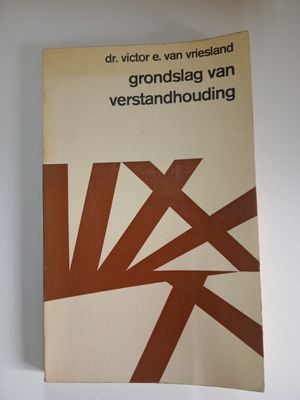 dr. victor e. van vriesland
grondslag van
verstandhouding